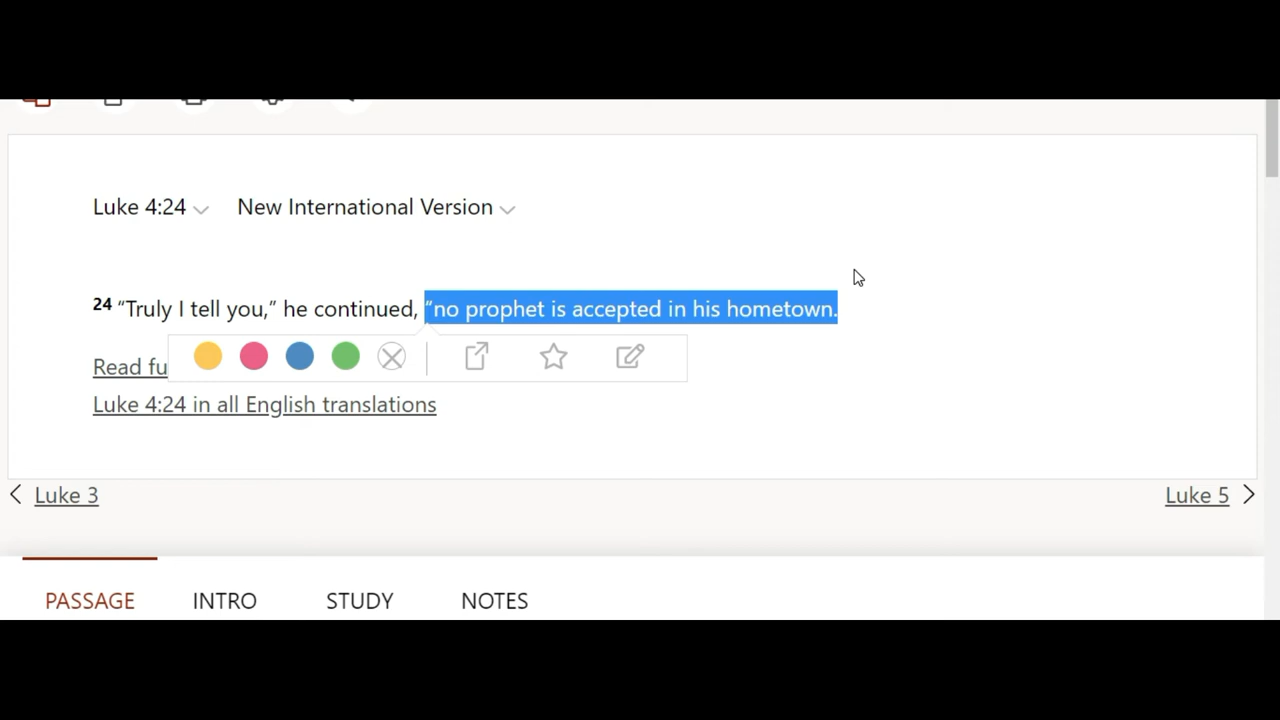 Luke 4:24 New International Version
24 “Truly I tell you,” he continued, “no prophet is accepted in his hometown.
Read fu
Luke 4:24 in all English translations
Luke 3 Luke 5
PASSAGE INTRO STUDY NOTES